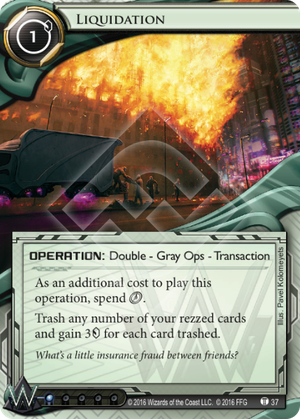 LIQUIDATION
1
OPERATION: Double - Gray Ops - Transaction
As an additional cost to play this
operation, spend .
Trash any number of your rezzed cards
and gain 3 for each card trashed.
What's a little insurance fraud between friends?
Illus. Pavel Kolomeyets
© 2016 Wizards of the Coast LLC. © 2016 FFG
37